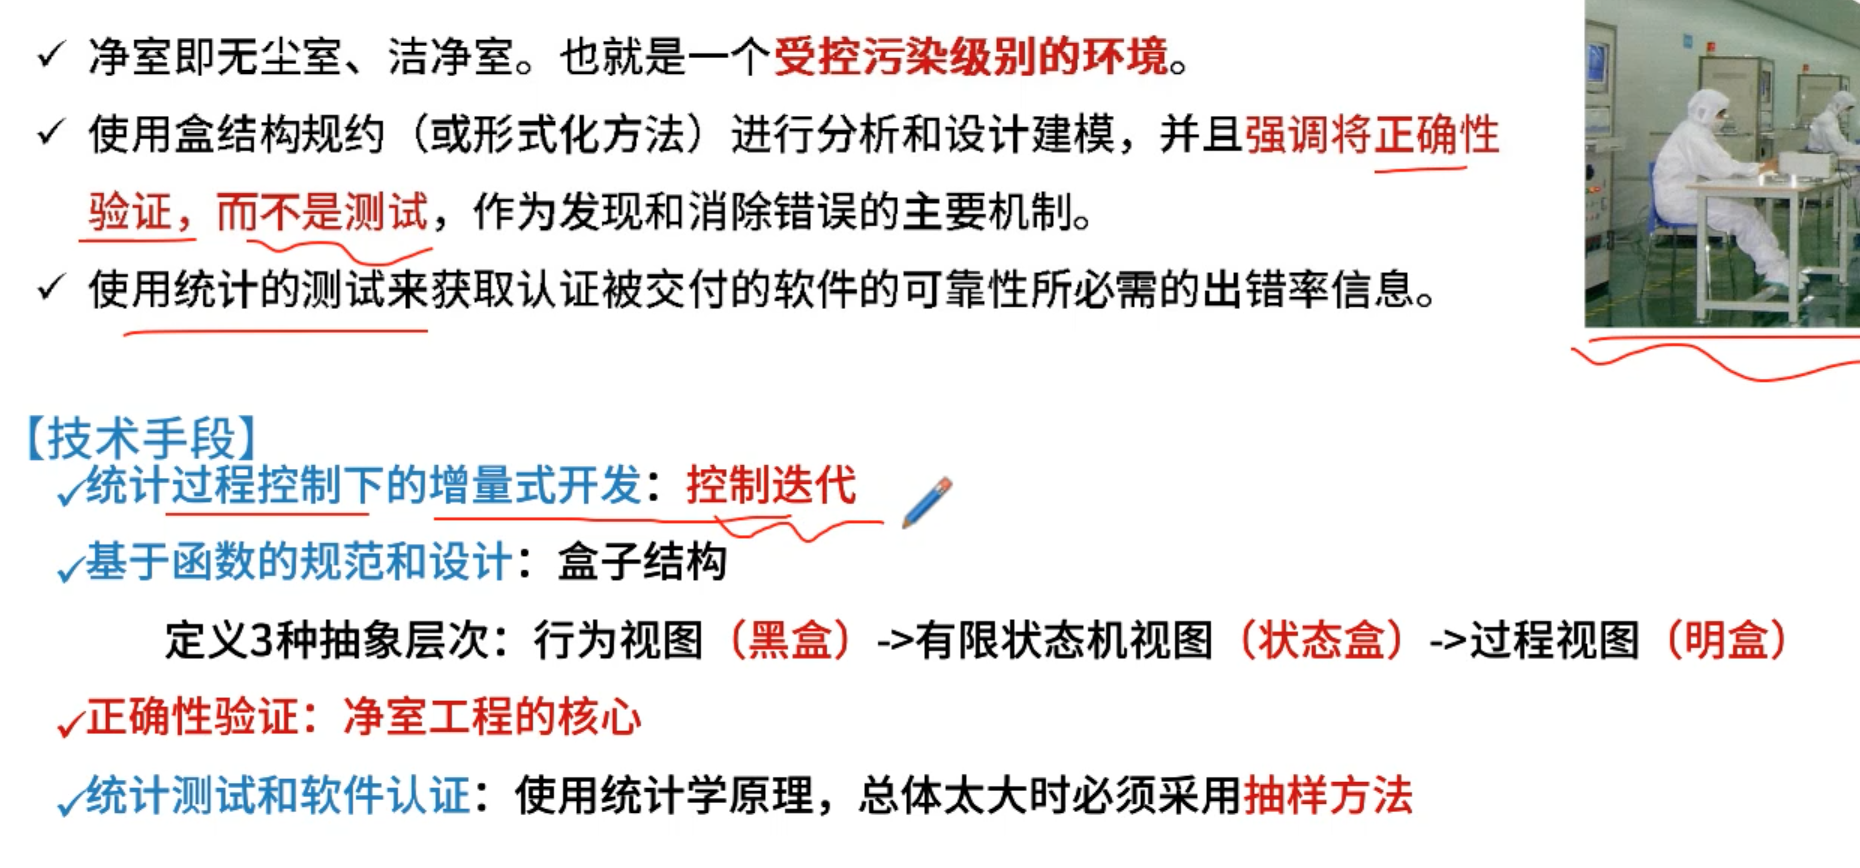 ✓ 净室即无尘室、洁净室。也就是一个受控污染级别的环境。
✓ 使用盒结构规约（或形式化方法）进行分析和设计建模，并且强调将正确性
验证，而不是测试，作为发现和消除错误的主要机制。
✓ 使用统计的测试来获取认证被交付的软件的可靠性所必需的出错率信息。
【技术手段】
✓统计过程控制下的增量式开发：控制迭代
✓基于函数的规范和设计：盒子结构
定义3种抽象层次：行为视图（黑盒）->有限状态机视图（状态盒）->过程视图（明盒）
✓正确性验证：净室工程的核心
✓统计测试和软件认证：使用统计学原理，总体太大时必须采用抽样方法